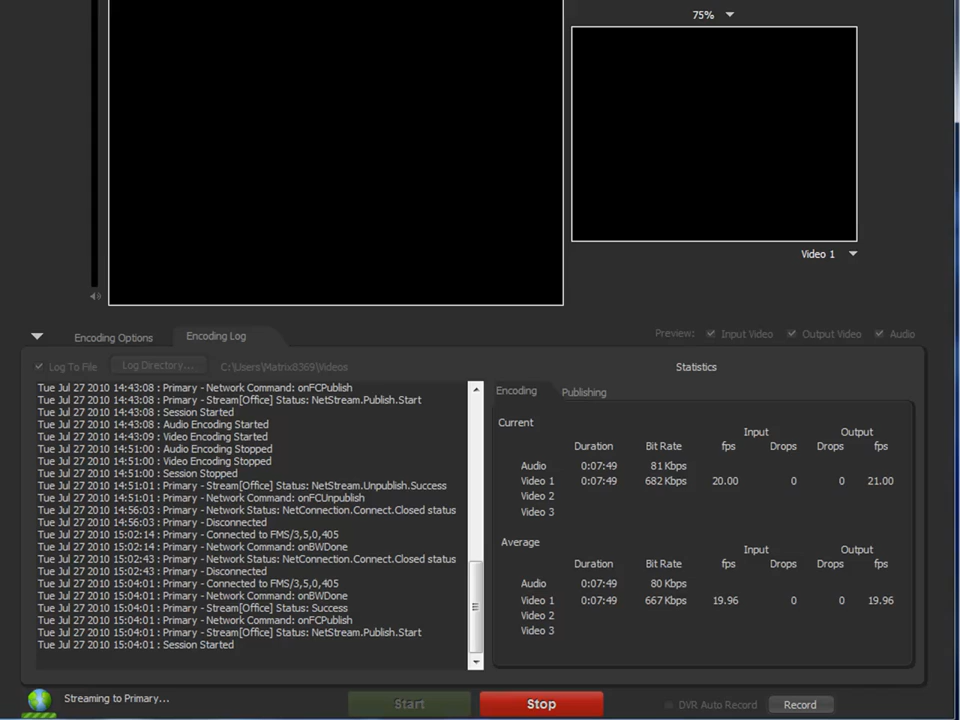 75%
Video 1
Encoding Options
Encoding Log
Preview: Input Video Output Video Audio
Log To File Log Directory... C:\Users\Matrix8369\Videos
Statistics
Tue Jul 27 2010 14:43:08 : Primary - Network Command: onFCPublish
Tue Jul 27 2010 14:43:08 : Primary - Stream[Office] Status: NetStream.Publish.Start
Tue Jul 27 2010 14:43:08 : Session Started
Tue Jul 27 2010 14:43:08 : Audio Encoding Started
Tue Jul 27 2010 14:43:09 : Video Encoding Started
Tue Jul 27 2010 14:51:00 : Audio Encoding Stopped
Tue Jul 27 2010 14:51:00 : Video Encoding Stopped
Tue Jul 27 2010 14:51:00 : Session Stopped
Tue Jul 27 2010 14:51:01 : Primary - Stream[Office] Status: NetStream.Unpublish.Success
Tue Jul 27 2010 14:51:01 : Primary - Network Command: onFCUnpublish
Tue Jul 27 2010 14:56:03 : Primary - Network Status: NetConnection.Connect.Closed status
Tue Jul 27 2010 14:56:03 : Primary - Disconnected
Tue Jul 27 2010 15:02:14 : Primary - Connected to FMS/3,5,0,405
Tue Jul 27 2010 15:02:14 : Primary - Network Command: onBWDone
Tue Jul 27 2010 15:02:43 : Primary - Network Status: NetConnection.Connect.Closed status
Tue Jul 27 2010 15:02:43 : Primary - Disconnected
Tue Jul 27 2010 15:04:01 : Primary - Connected to FMS/3,5,0,405
Tue Jul 27 2010 15:04:01 : Primary - Network Command: onBWDone
Tue Jul 27 2010 15:04:01 : Primary - Stream[Office] Status: Success
Tue Jul 27 2010 15:04:01 : Primary - Network Command: onFCPublish
Tue Jul 27 2010 15:04:01 : Primary - Stream[Office] Status: NetStream.Publish.Start
Tue Jul 27 2010 15:04:01 : Session Started
Encoding
Publishing
Current
Input Output
Duration Bit Rate fps Drops Drops fps
Audio 0:07:49 81 Kbps
Video 1 0:07:49 682 Kbps 20.00 0 0 21.00
Video 2
Video 3
Average
Input Output
Duration Bit Rate fps Drops Drops fps
Audio 0:07:49 80 Kbps
Video 1 0:07:49 667 Kbps 19.96 0 0 19.96
Video 2
Video 3
Streaming to Primary...
Start
Stop
DVR Auto Record
Record